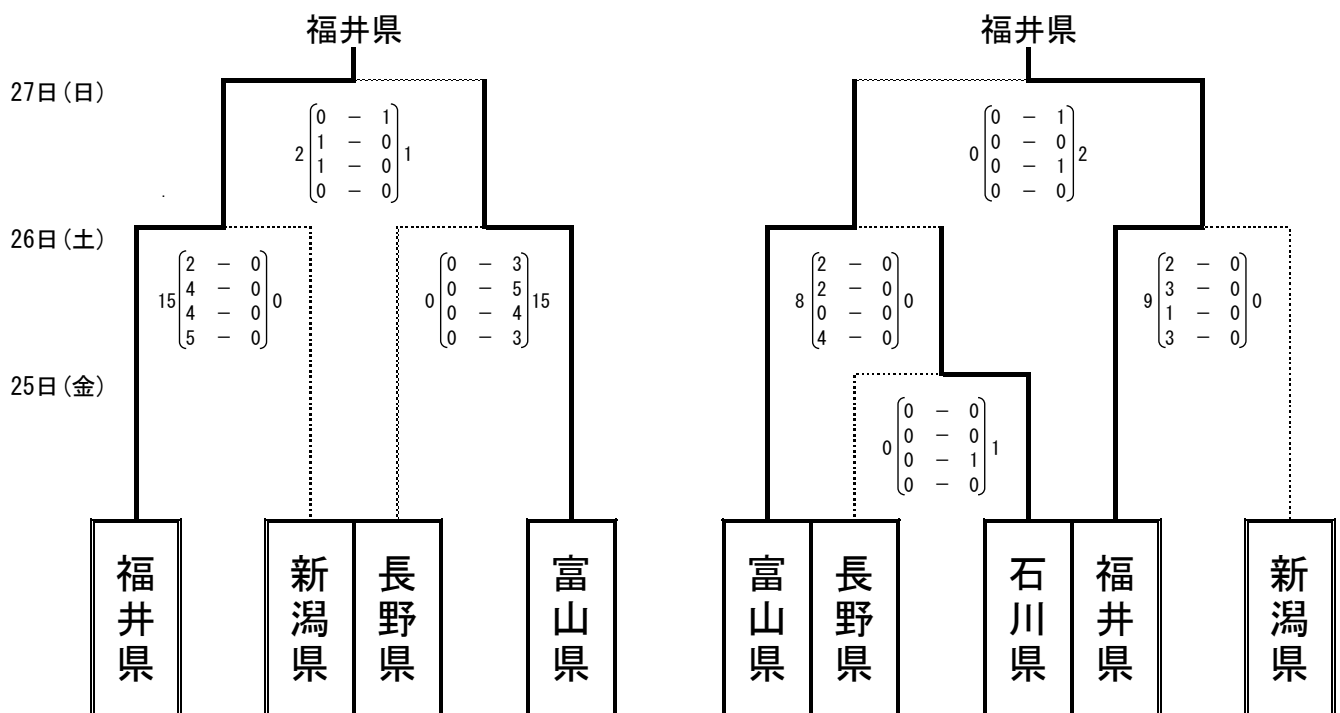 福井県 福井県
27日(日)
2 0 － 1 1
1 － 0
1 － 0
0 － 0
0 0 － 1 2
0 － 0
0 － 1
0 － 0
26日(土)
15 2 － 0 0
4 － 0
4 － 0
5 － 0
0 0 － 3 15
0 － 5
0 － 4
0 － 3
8 2 － 0 0
2 － 0
0 － 0
4 － 0
9 2 － 0 0
3 － 0
1 － 0
3 － 0
25日(金)
0 0 － 0 1
0 － 0
0 － 1
0 － 0
福井県
新潟県
長野県
富山県
富山県
長野県
石川県
福井県
新潟県